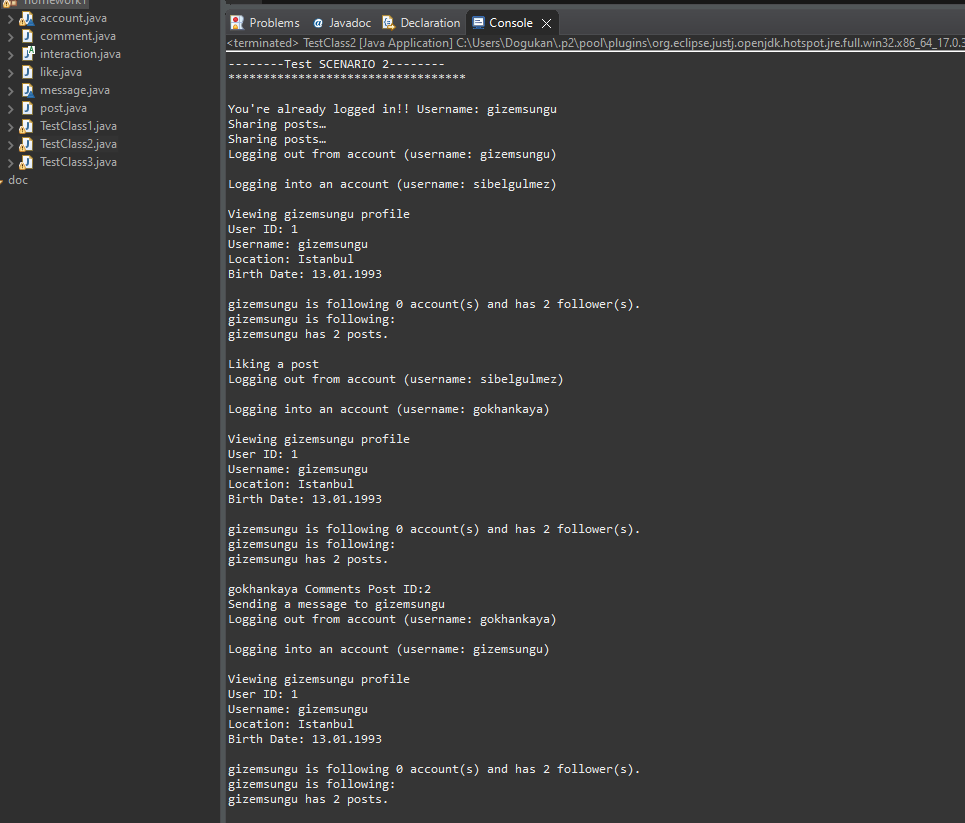 homework1
account.java
comment.java
interaction.java
like.java
message.java
post.java
TestClass1.java
TestClass2.java
TestClass3.java
doc
Problems Javadoc Declaration Console
<terminated> TestClass2 [Java Application] C:\Users\Dogukan\.p2\pool\plugins\org.eclipse.justj.openjdk.hotspot.jre.full.win32.x86_64_17.0.3
--------Test SCENARIO 2--------
**********************************
You're already logged in!! Username: gizemsungu
Sharing posts…
Sharing posts…
Logging out from account (username: gizemsungu)
Logging into an account (username: sibelgulmez)
Viewing gizemsungu profile
User ID: 1
Username: gizemsungu
Location: Istanbul
Birth Date: 13.01.1993
gizemsungu is following 0 account(s) and has 2 follower(s).
gizemsungu is following:
gizemsungu has 2 posts.
Liking a post
Logging out from account (username: sibelgulmez)
Logging into an account (username: gokhankaya)
Viewing gizemsungu profile
User ID: 1
Username: gizemsungu
Location: Istanbul
Birth Date: 13.01.1993
gizemsungu is following 0 account(s) and has 2 follower(s).
gizemsungu is following:
gizemsungu has 2 posts.
gokhankaya Comments Post ID:2
Sending a message to gizemsungu
Logging out from account (username: gokhankaya)
Logging into an account (username: gizemsungu)
Viewing gizemsungu profile
User ID: 1
Username: gizemsungu
Location: Istanbul
Birth Date: 13.01.1993
gizemsungu is following 0 account(s) and has 2 follower(s).
gizemsungu is following:
gizemsungu has 2 posts.